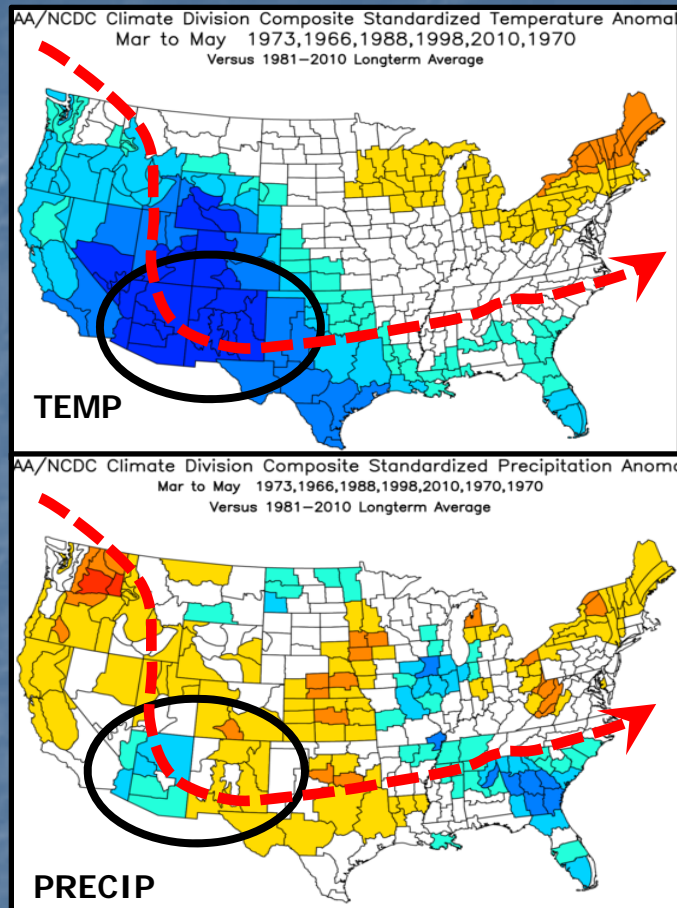 AA/NCDC Climate Division Composite Standardized Temperature Anomal
Mar to May 1973,1966,1988,1998,2010,1970
Versus 1981–2010 Longterm Average
TEMP
AA/NCDC Climate Division Composite Standardized Precipitation Anoma
Mar to May 1973,1966,1988,1998,2010,1970,1970
Versus 1981–2010 Longterm Average
PRECIP